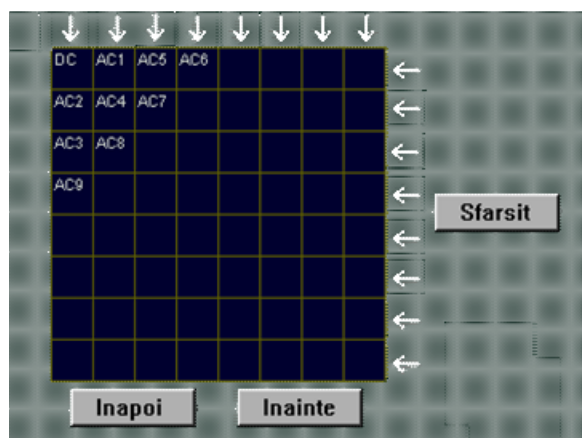 DC AC1 AC5 AC6
AC2 AC4 AC7
AC3 AC8
AC9
Sfarsit
Inapoi Inainte